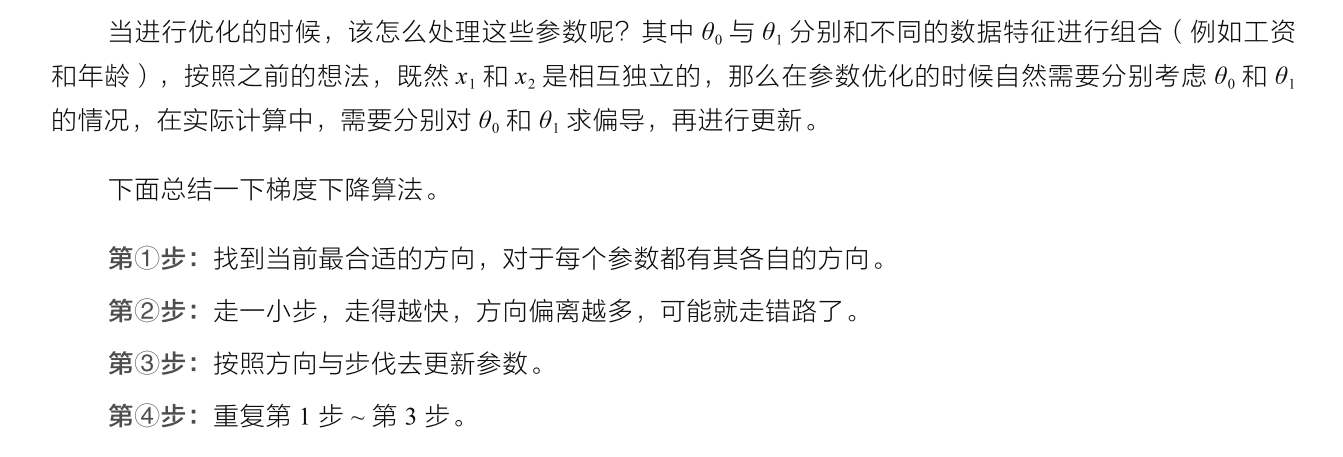 当进行优化的时候，该怎么处理这些参数呢？其中 θ₀ 与 θ₁ 分别和不同的数据特征进行组合（例如工资
和年龄），按照之前的想法，既然 x₁ 和 x₂ 是相互独立的，那么在参数优化的时候自然需要分别考虑 θ₀ 和 θ₁
的情况，在实际计算中，需要分别对 θ₀ 和 θ₁ 求偏导，再进行更新。
下面总结一下梯度下降算法。
第①步：找到当前最合适的方向，对于每个参数都有其各自的方向。
第②步：走一小步，走得越快，方向偏离越多，可能就走错路了。
第③步：按照方向与步伐去更新参数。
第④步：重复第 1 步 ~ 第 3 步。